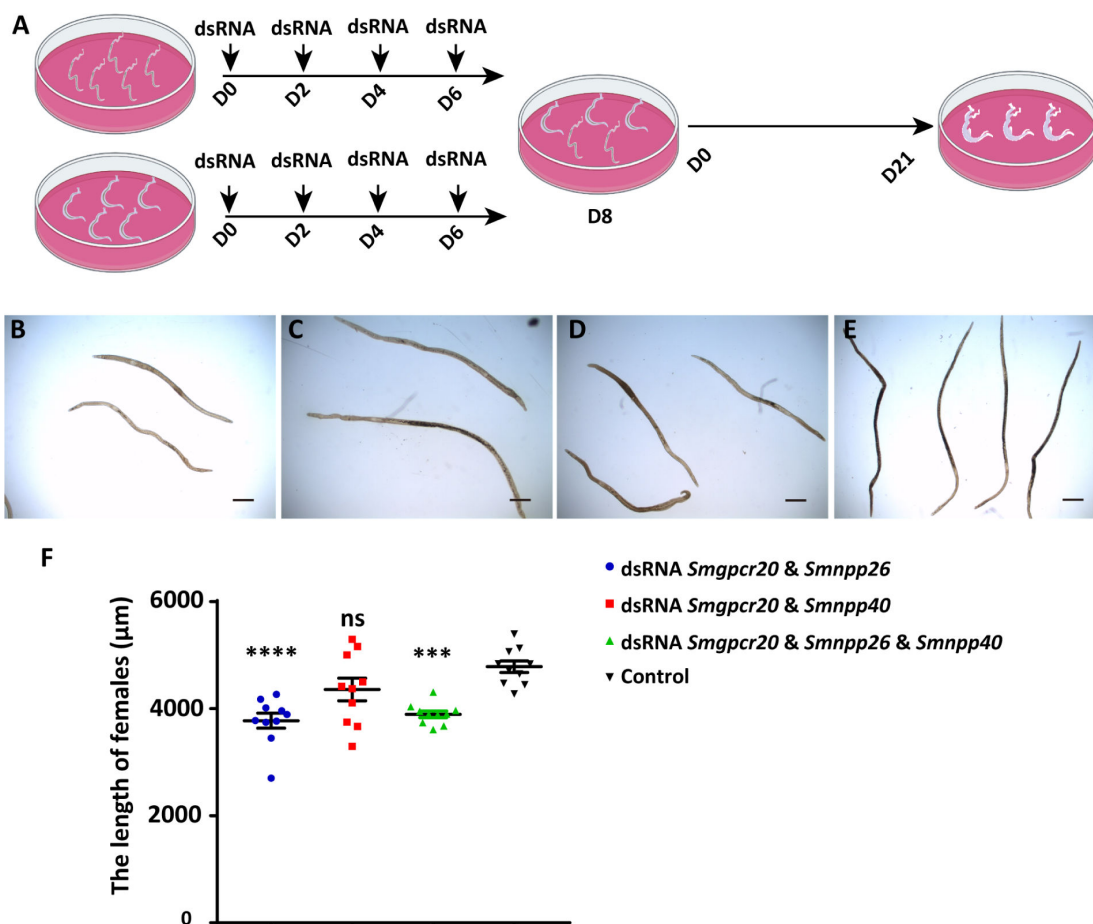 A
dsRNA dsRNA dsRNA dsRNA
D0 D2 D4 D6
dsRNA dsRNA dsRNA dsRNA
D0 D2 D4 D6
D8
D0 D21
B C D E
F
The length of females (µm)
6000
4000
2000
0
**** ns ***
dsRNA Smgpcr20 & Smnpp26
dsRNA Smgpcr20 & Smnpp40
dsRNA Smgpcr20 & Smnpp26 & Smnpp40
Control